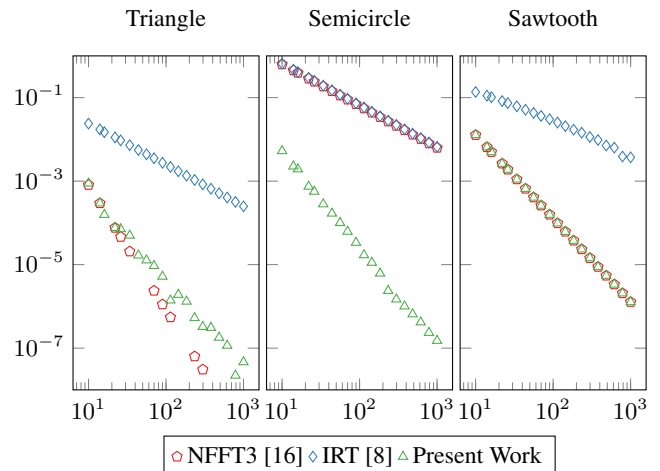 Triangle Semicircle Sawtooth
10^−1
10^−3
10^−5
10^−7
10^1 10^2 10^3 10^1 10^2 10^3 10^1 10^2 10^3
NFFT3 [16] IRT [8] Present Work